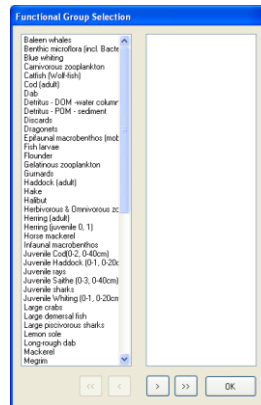 Functional Group Selection
Baleen whales
Benthic microflora (incl. Bacte
Blue whiting
Carnivorous zooplankton
Catfish (Wolf-fish)
Cod (adult)
Dab
Detritus - DOM -water column
Detritus - POM - sediment
Discards
Dragonets
Epifaunal macrobenthos (mob
Fish larvae
Flounder
Gelatinous zooplankton
Gurnards
Haddock (adult)
Hake
Halibut
Herbivorous & Omnivorous zc
Herring (adult)
Herring (juvenile 0, 1)
Horse mackerel
Infaunal macrobenthos
Juvenile Cod(0-2, 0-40cm)
Juvenile Haddock (0-1, 0-20c
Juvenile rays
Juvenile Saithe (0-3, 0-40cm)
Juvenile sharks
Juvenile Whiting (0-1, 0-20cm
Large crabs
Large demersal fish
Large piscivorous sharks
Lemon sole
Long-rough dab
Mackerel
Megrim
<< < > >> OK